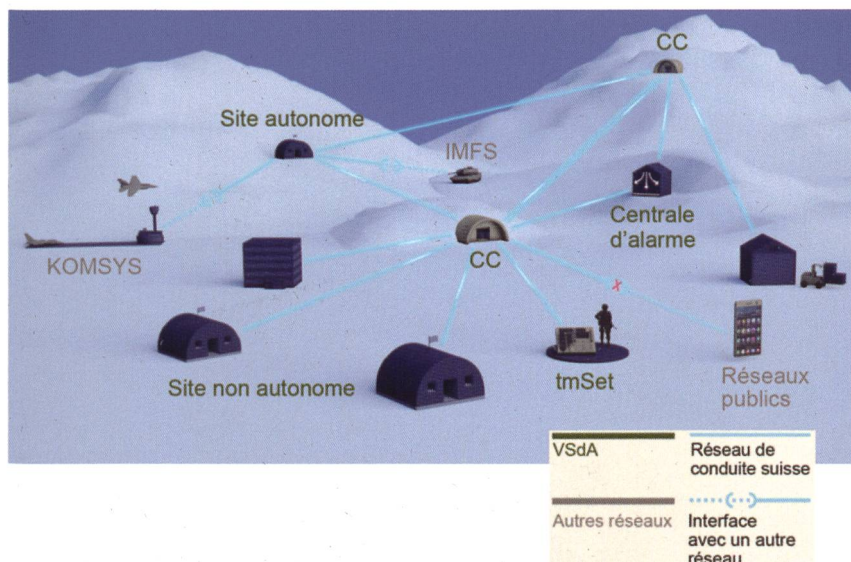 CC
Site autonome
IMFS
Centrale
d'alarme
KOMSYS
CC
Site non autonome
tmSet
Réseaux
publics
VSdA
Réseau de
conduite suisse
Autres réseaux
Interface
avec un autre
réseau